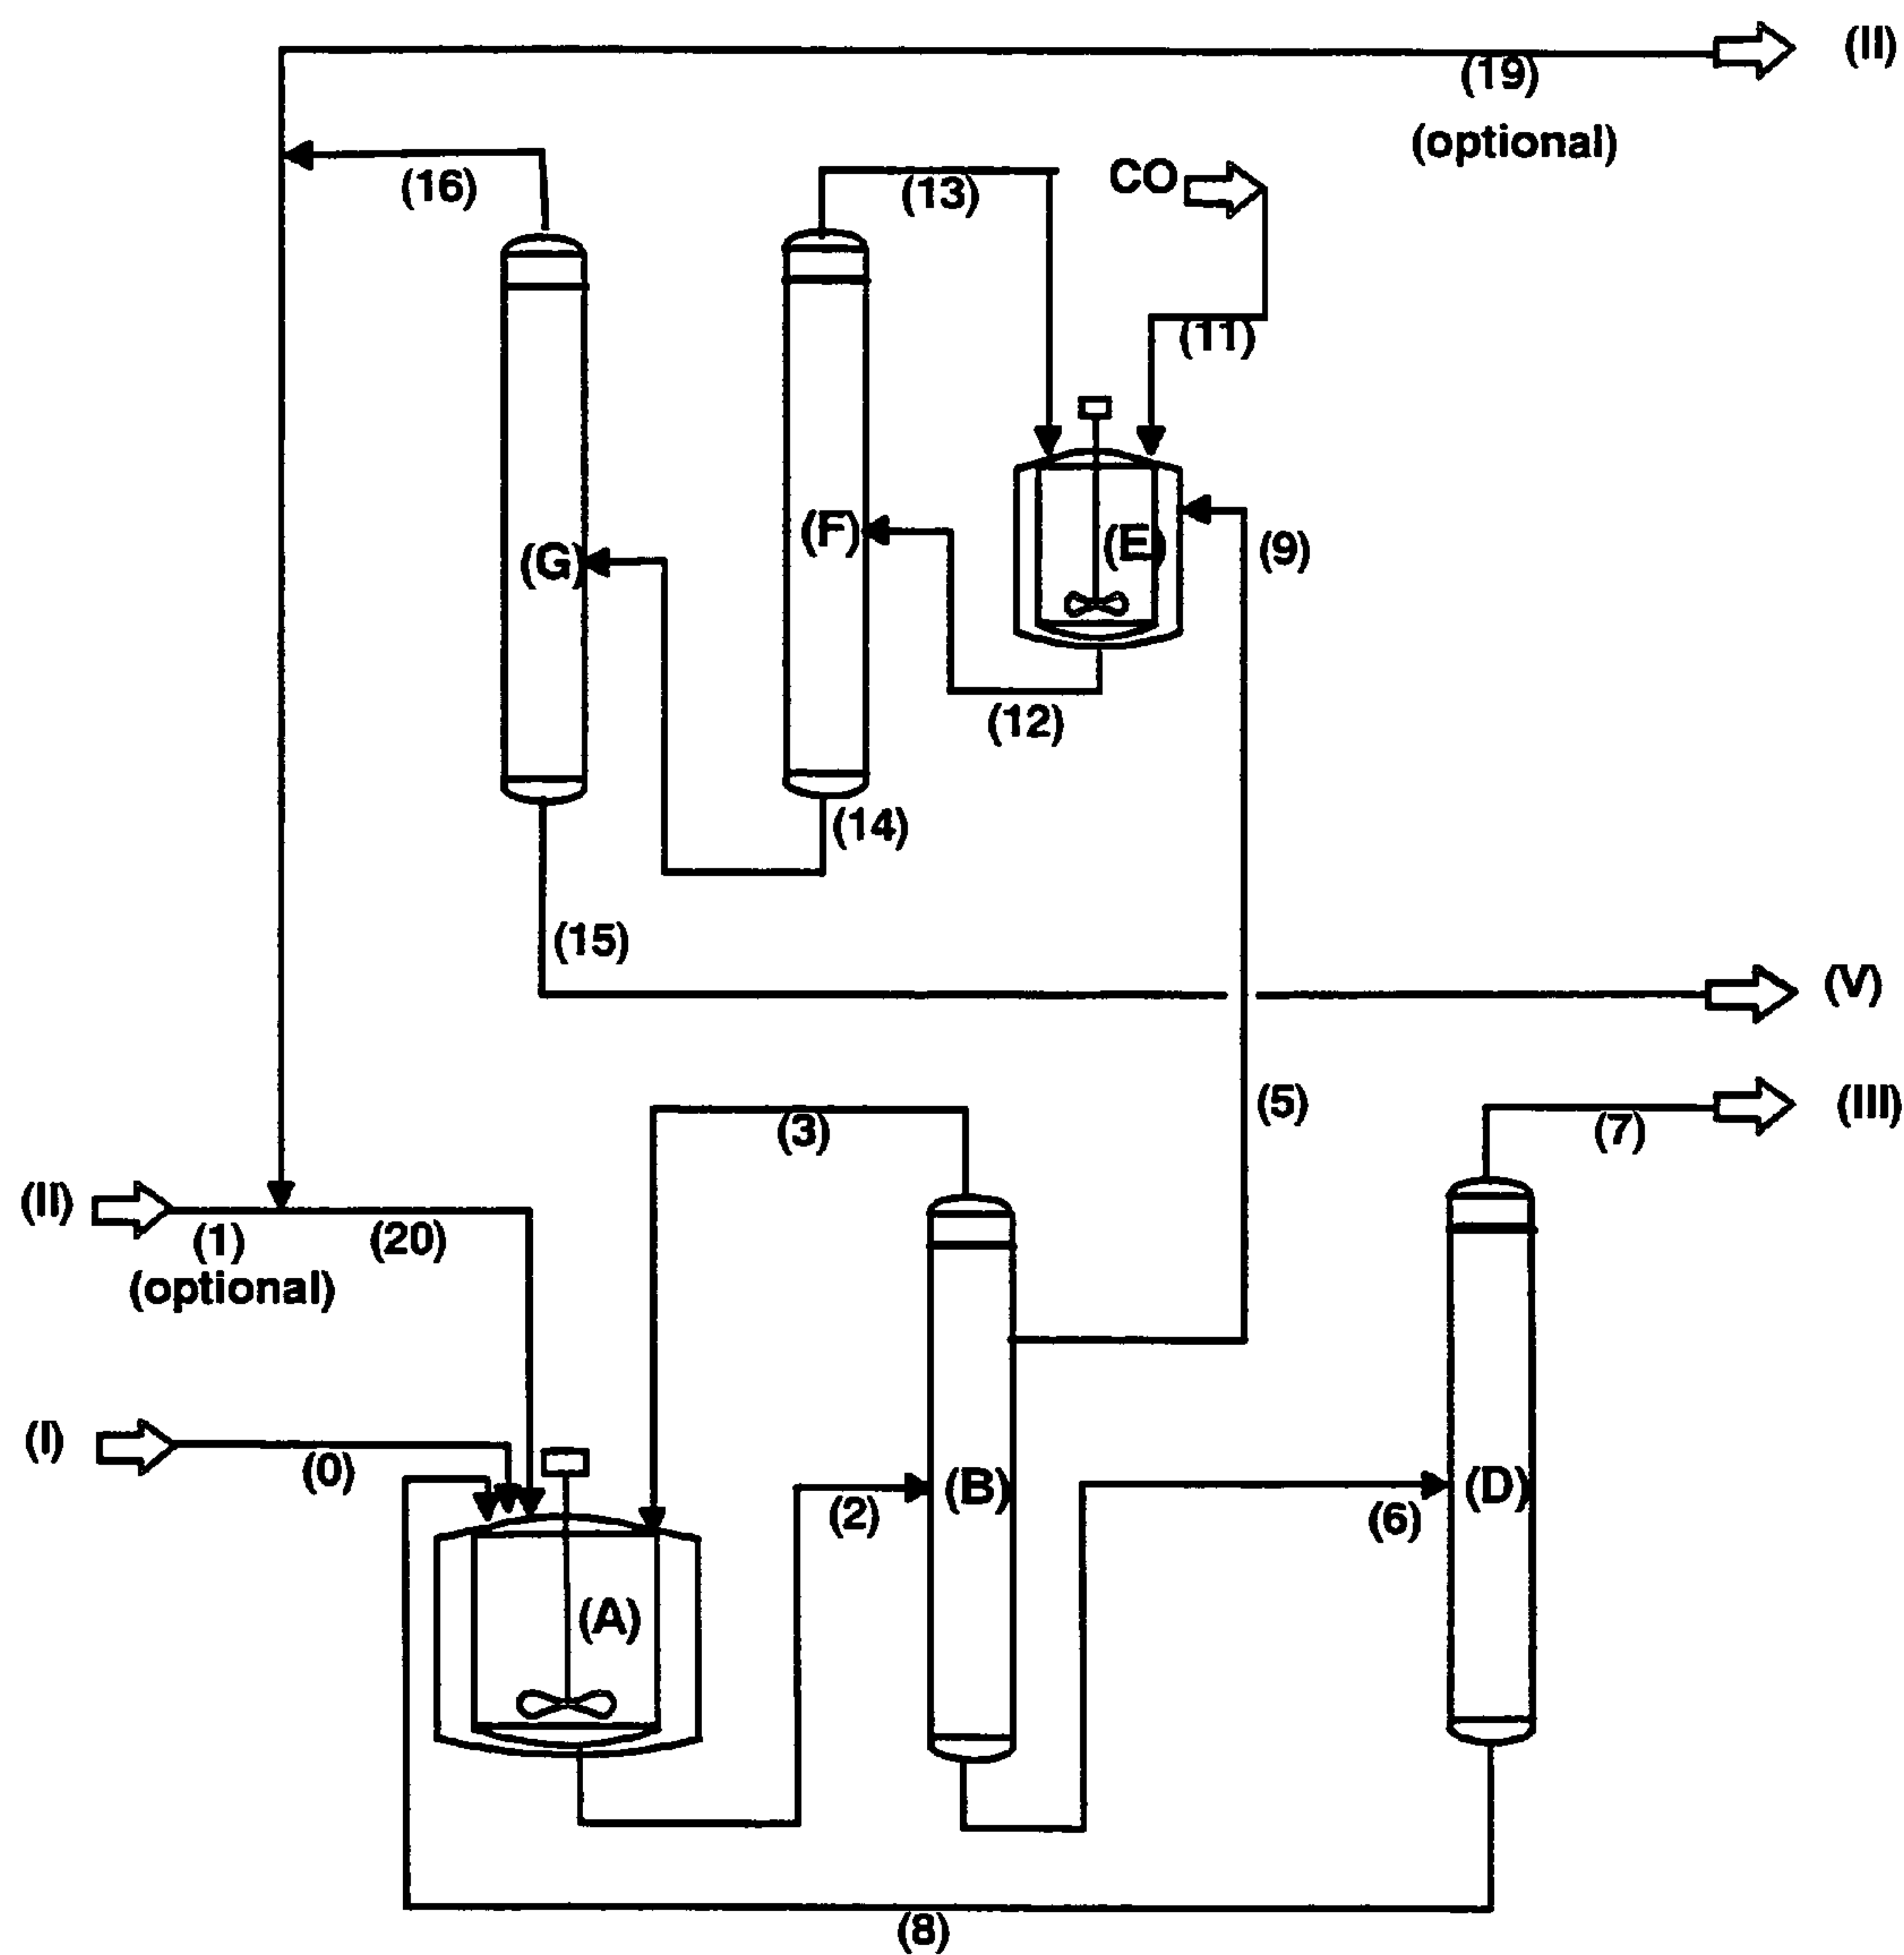 (II)
(19)
(optional)
(16)
(13)
CO
(11)
(G)
(F)
(E)
(9)
(12)
(14)
(15)
(V)
(5)
(III)
(3)
(7)
(II)
(1)
(20)
(optional)
(I)
(0)
(2)
(B)
(6)
(D)
(A)
(8)